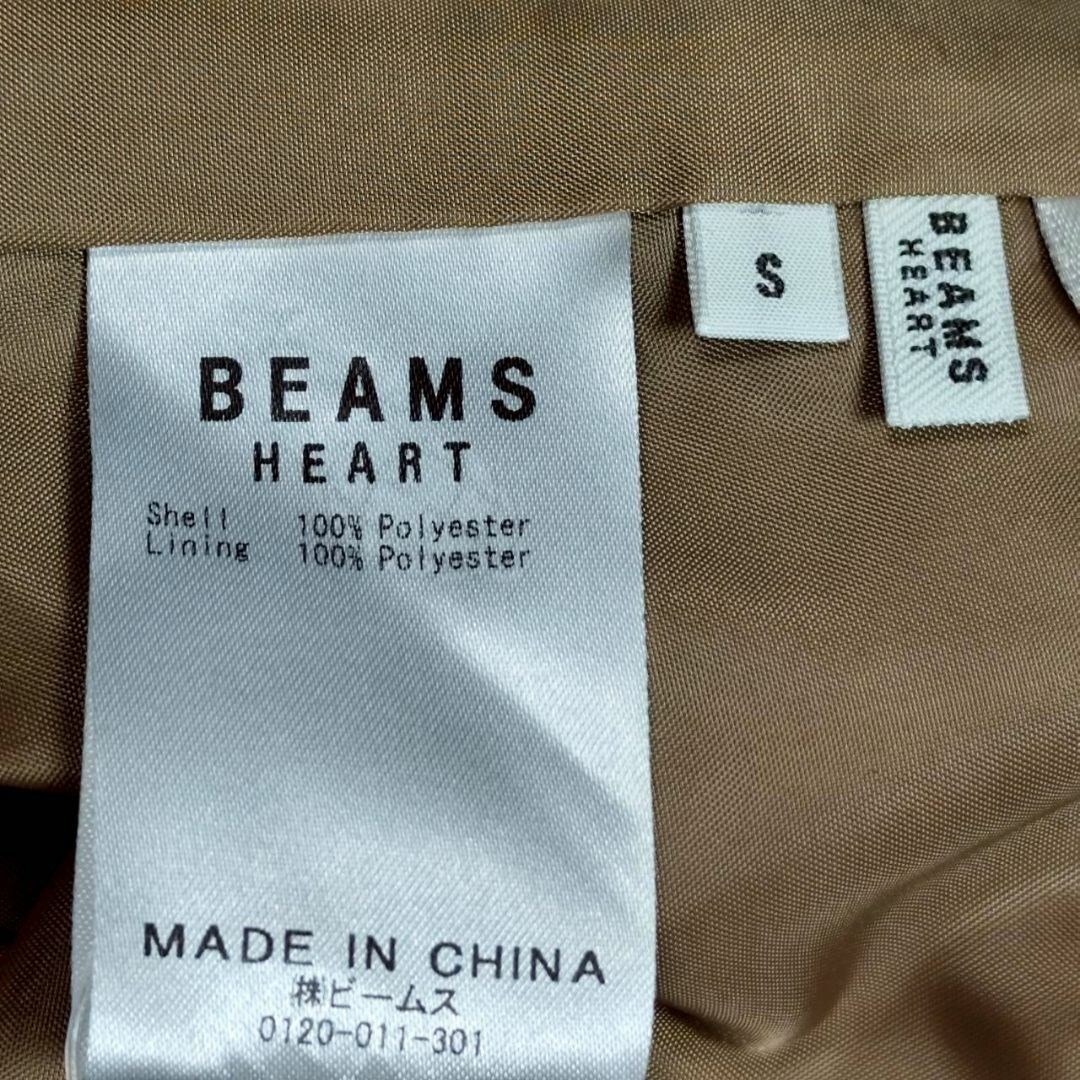 BEAMS
HEART
Shell 100% Polyester
Lining 100% Polyester
MADE IN CHINA
㈱ビームス
0120-011-301
S
BEAMS
HEART